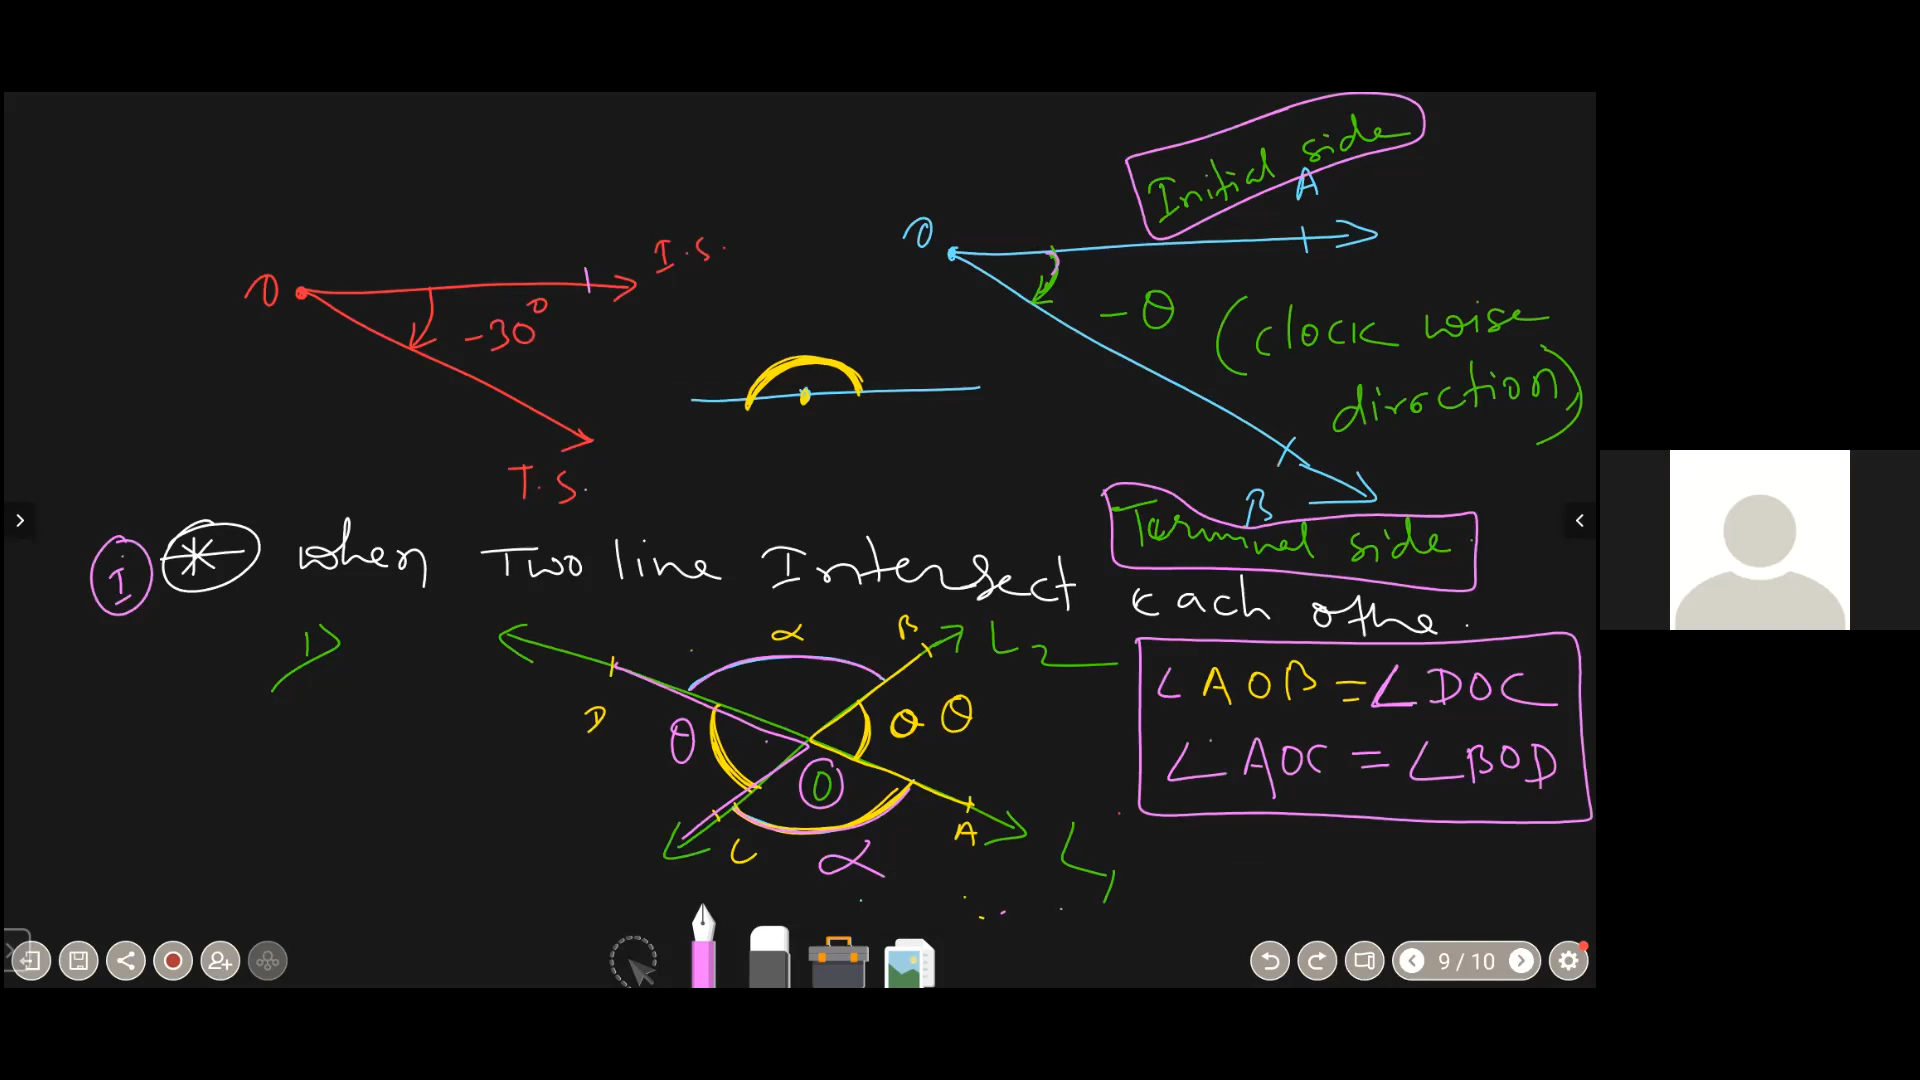 Initial side
A
O
I.S.
O
-30°
-θ (clock wise
direction)
T.S.
B
Terminal side
I * when Two line Intersect each othe.
α
B
L2
∠AOB = ∠DOC
D
θ
θ θ
∠AOC = ∠BOD
O
A
C
α
L1
9 / 10